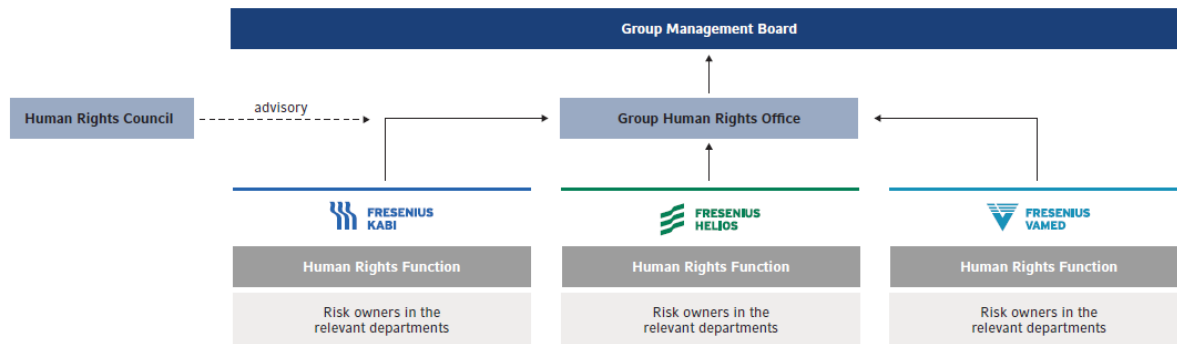 Group Management Board
advisory
Human Rights Council
Group Human Rights Office
FRESENIUS
KABI
FRESENIUS
HELIOS
FRESENIUS
VAMED
Human Rights Function
Human Rights Function
Human Rights Function
Risk owners in the
relevant departments
Risk owners in the
relevant departments
Risk owners in the
relevant departments